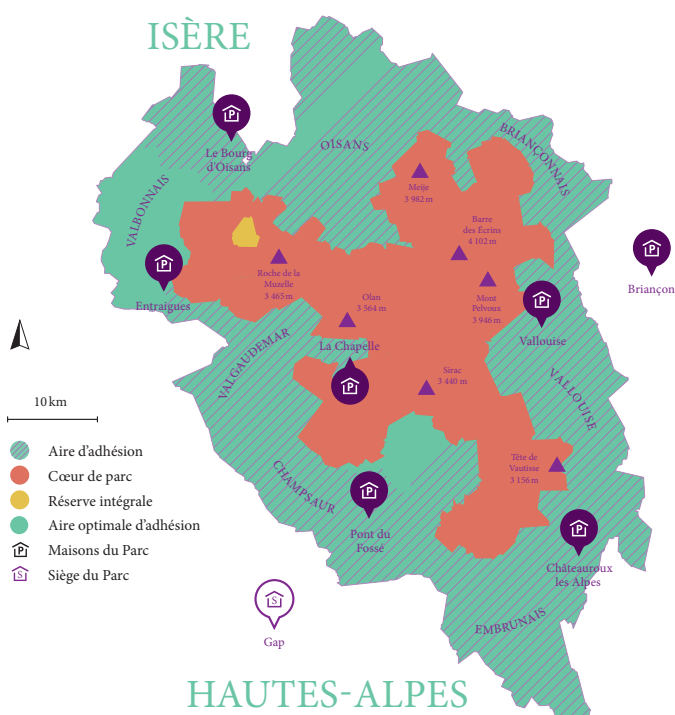 ISÈRE
Le Bourg
d'Oisans
OISANS
BRIANÇONNAIS
Meije
3 982 m
VALBONNAIS
Barre
des Écrins
4 102 m
Roche de la
Muzelle
3 465 m
Briançon
Entraigues
Olan
3 564 m
Mont
Pelvoux
3 946 m
Vallouise
La Chapelle
VALGAUDEMAR
Sirac
3 440 m
VALLOUISE
10 km
Aire d'adhésion
Cœur de parc
Réserve intégrale
Aire optimale d'adhésion
P Maisons du Parc
S Siège du Parc
CHAMPSAUR
Tête de
Vautisse
3 156 m
Pont du
Fossé
Châteauroux
les Alpes
EMBRUNAIS
S
Gap
HAUTES-ALPES
P
P
P
P
P
P
P